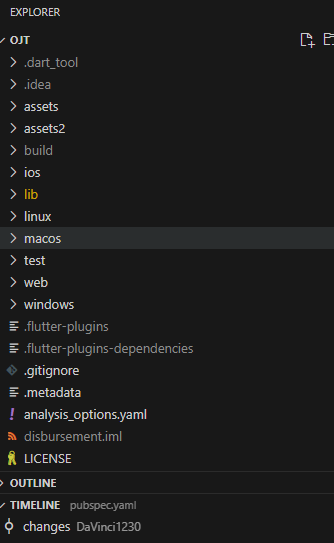 EXPLORER
OJT
.dart_tool
.idea
assets
assets2
build
ios
lib
linux
macos
test
web
windows
.flutter-plugins
.flutter-plugins-dependencies
.gitignore
.metadata
analysis_options.yaml
disbursement.iml
LICENSE
OUTLINE
TIMELINE pubspec.yaml
changes DaVinci1230